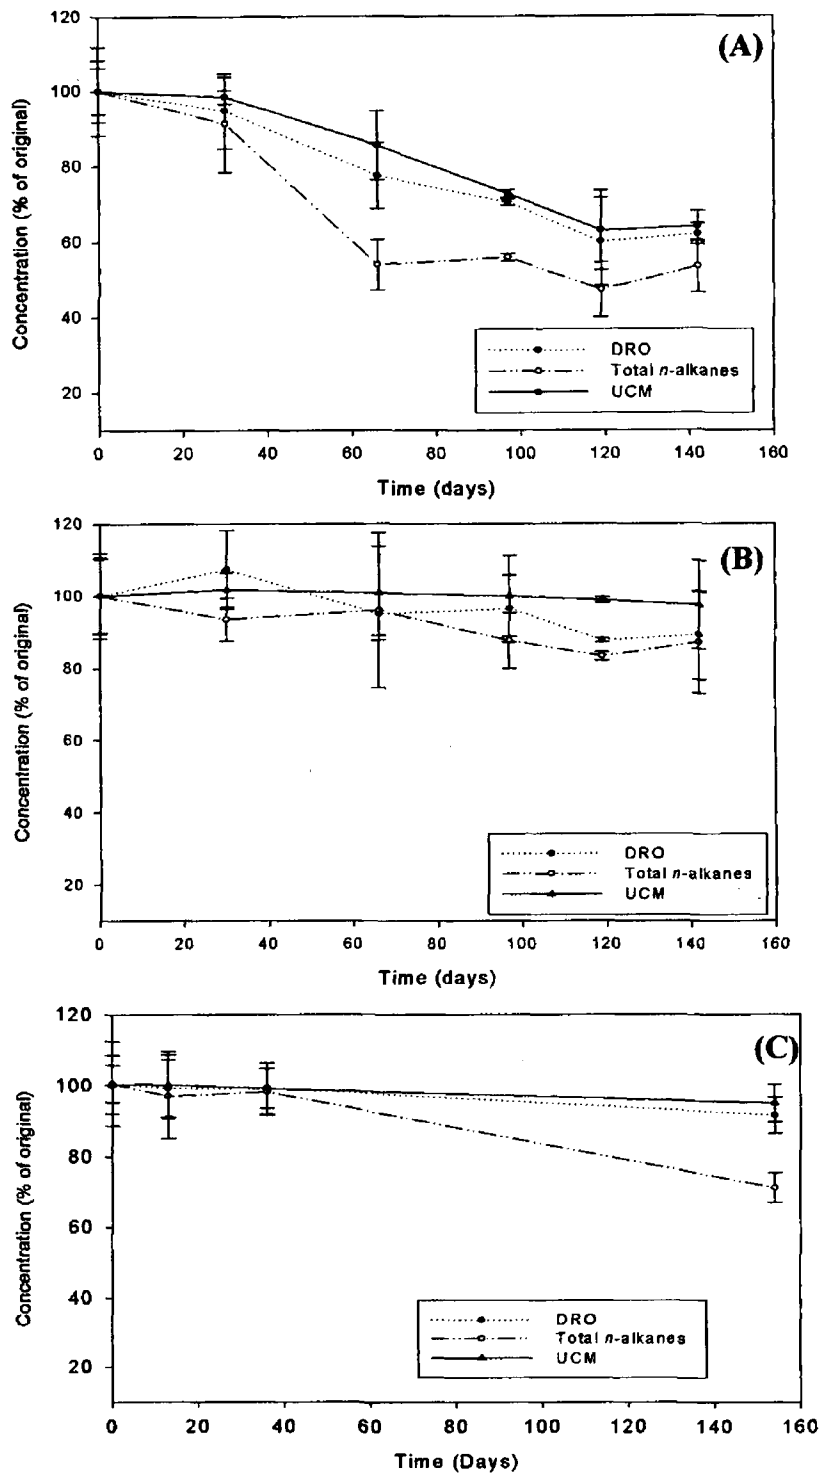 120
(A)
100
80
60
40
20
Concentration (% of original)
DRO
Total n-alkanes
UCM
0 20 40 60 80 100 120 140 160
Time (days)
120
(B)
100
80
60
40
20
Concentration (% of original)
DRO
Total n-alkanes
UCM
0 20 40 60 80 100 120 140 160
Time (days)
120
(C)
100
80
60
40
20
Concentration (% of original)
DRO
Total n-alkanes
UCM
0 20 40 60 80 100 120 140 160
Time (Days)